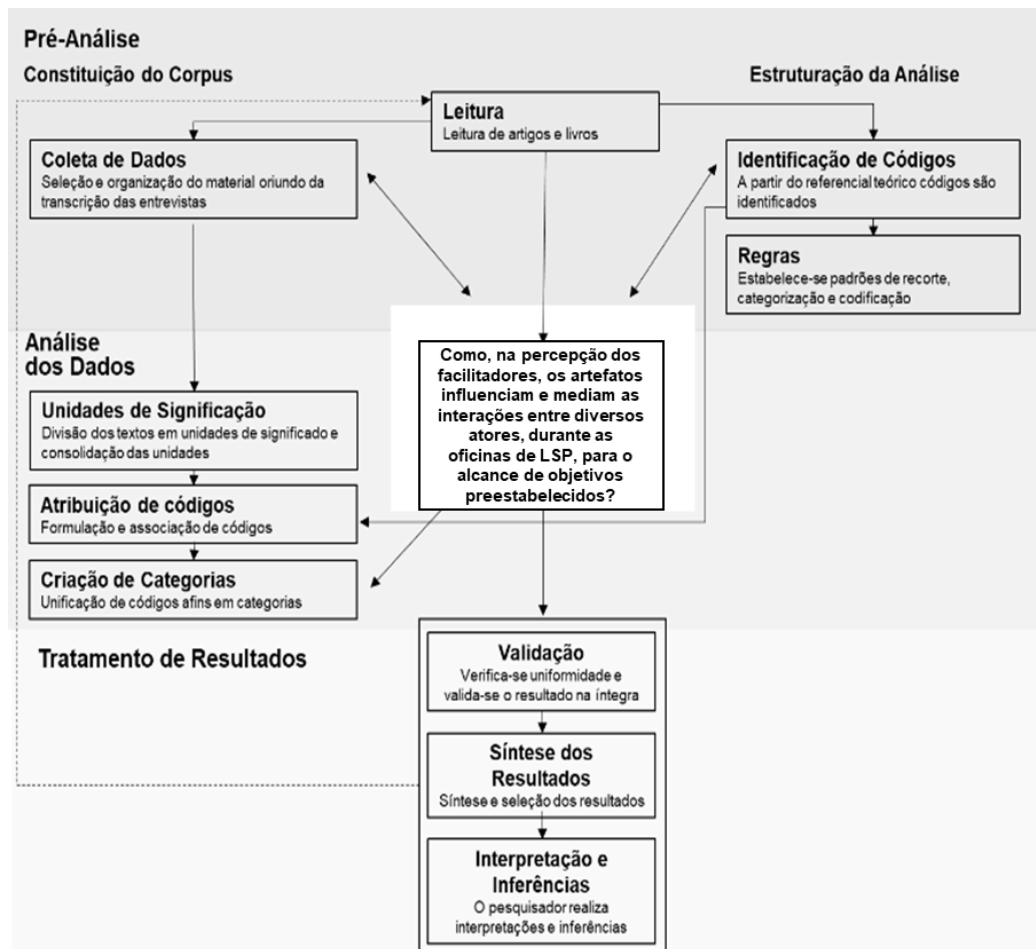 Pré-Análise
Constituição do Corpus
Estruturação da Análise
Leitura
Leitura de artigos e livros
Coleta de Dados
Seleção e organização do material oriundo da
transcrição das entrevistas
Identificação de Códigos
A partir do referencial teórico códigos são
identificados
Regras
Estabelece-se padrões de recorte,
categorização e codificação
Análise
dos Dados
Como, na percepção dos
facilitadores, os artefatos
influenciam e mediam as
interações entre diversos
atores, durante as
oficinas de LSP, para o
alcance de objetivos
preestabelecidos?
Unidades de Significação
Divisão dos textos em unidades de significado e
consolidação das unidades
Atribuição de códigos
Formulação e associação de códigos
Criação de Categorias
Unificação de códigos afins em categorias
Tratamento de Resultados
Validação
Verifica-se uniformidade e
valida-se o resultado na íntegra
Síntese dos
Resultados
Síntese e seleção dos resultados
Interpretação e
Inferências
O pesquisador realiza
interpretações e inferências